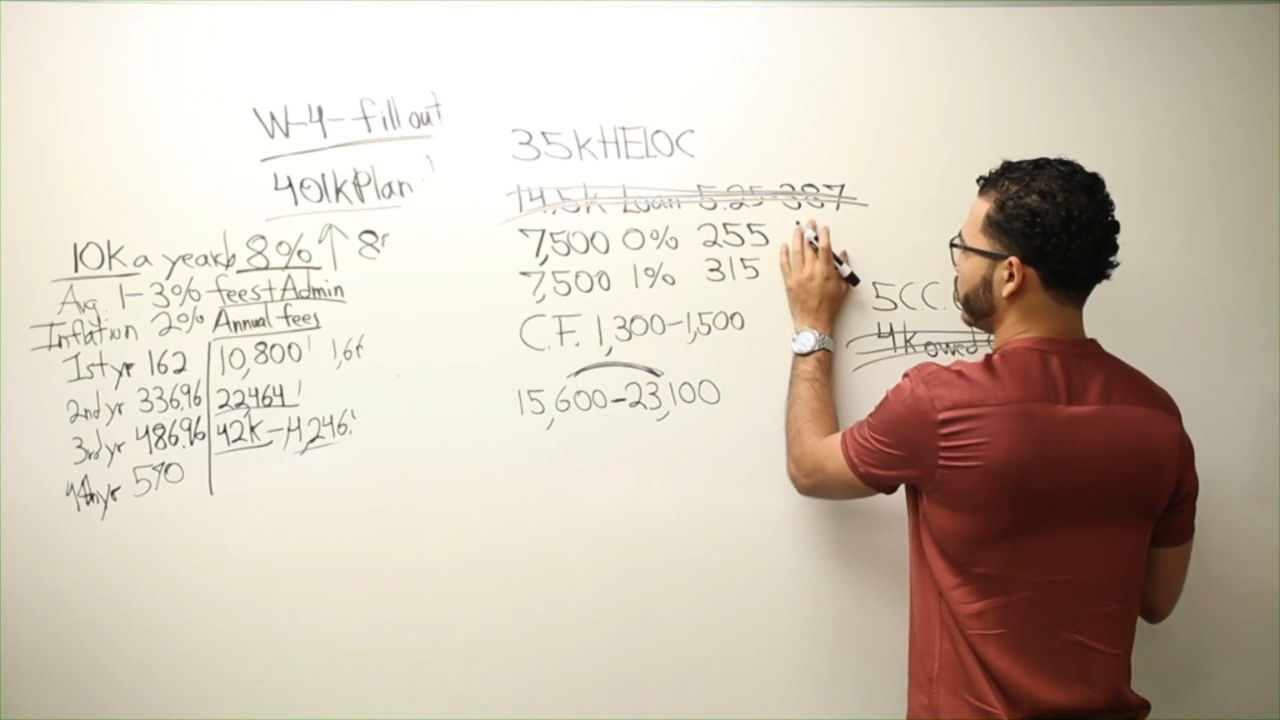 W-4-fill out
401k Plan
10K a year 8% ↑ 8
Avg. 1-3% fees+Admin
Inflation 2% Annual fees
1st yr 162 10,800
2nd yr 336.96 22464
3rd yr 486.96 42K-
4th yr 570
35k HELOC
14.5k Loan 5.25 387
7,500 0% 255
7,500 1% 315
C.F. 1,300-1,500
15,600-23,100
5CC.
4k owed